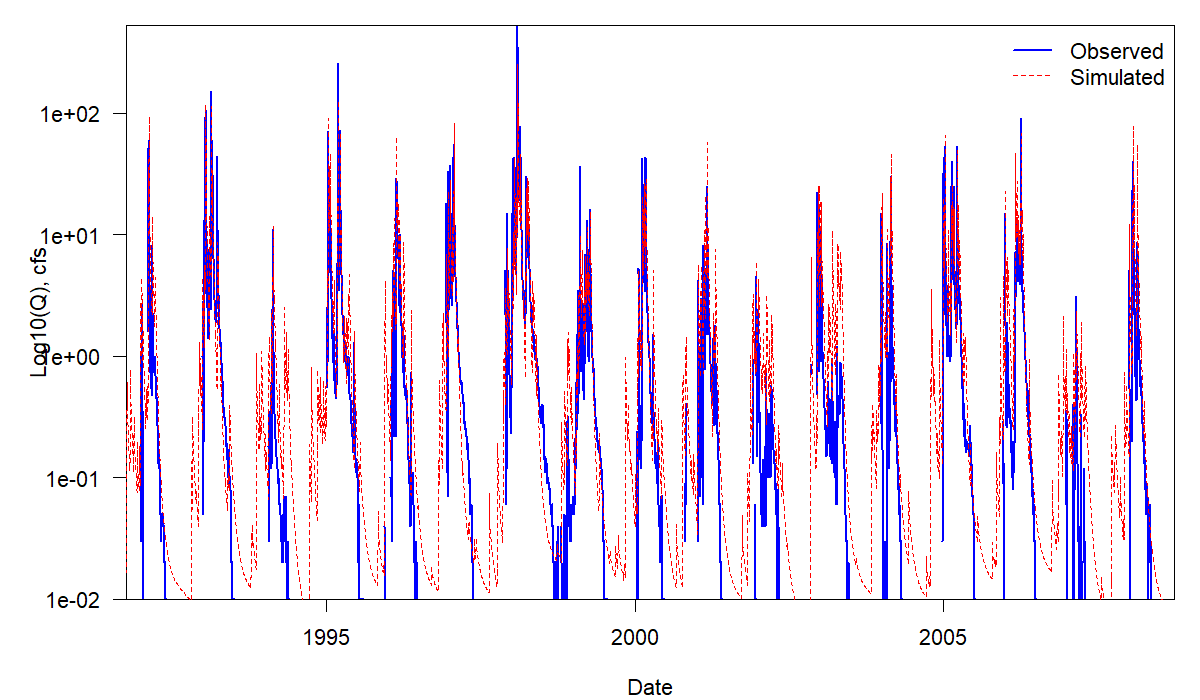 Observed
Simulated
1e+02
1e+01
1e+00
1e-01
1e-02
Log10(Q), cfs
1995
2000
2005
Date